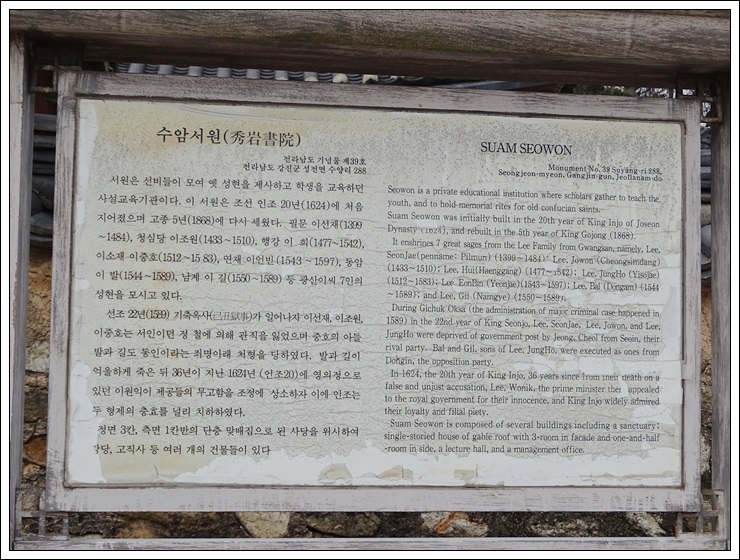 수암서원(秀岩書院)
전라남도 기념물 제39호
전라남도 강진군 성전면 수양리 288
서원은 선비들이 모여 옛 성현을 제사하고 학생을 교육하던
사설교육기관이다. 이 서원은 조선 인조 20년(1624)에 처음
지어졌으며 고종 5년(1868)에 다시 세웠다. 필문 이선재(1399
~1484), 청심당 이조원(1433~1510), 행강 이 희(1477~1542),
이소재 이중호(1512~15 83), 연재 이언빈(1543 ~1597), 동암
이 발(1544~1589), 남계 이 길(1550~1589) 등 광산이씨 7인의
성현을 모시고 있다.
선조 22년(1589) 기축옥사(己丑獄事)가 일어나자 이선재, 이조원,
이중호는 서인이던 정 철에 의해 관직을 잃었으며 중호의 아들
발과 길도 동인이라는 죄명아래 처형을 당하였다. 발과 길이
억울하게 죽은 뒤 36년이 지난 1624년 (인조20)에 영의정으로
있던 이원익이 제공들의 무고함을 조정에 상소하자 이에 인조는
두 형제의 충효를 널리 치하하였다.
정면 3칸, 측면 1칸반의 단층 맞배집으로 된 사당을 위시하여
강당, 고직사 등 여러 개의 건물들이 있다
SUAM SEOWON
Monument No. 39 Suyang-ri 288,
Seongjeon-myeon, Gangjin-gun, Jeollanam-do
Seowon is a private educational institution where scholars gather to teach the
youth, and to hold memorial rites for old confucian saints.
Suam Seowon was initially built in the 20th year of King Injo of Joseon
Dynasty (1624), and rebuilt in the 5th year of King Gojong (1868).
It enshrines 7 great sages from the Lee Family from Gwangsan, namely, Lee,
SeonJae(penname: Pilmun) (1399 ~1484); Lee, Jowon (Cheongsimdang)
(1433~1510); Lee, Hui(Haenggang) (1477 ~1542); Lee, JungHo (Yisojae)
(1512~1583); Lee, EonBin (Yeonjae)(1543~1597); Lee, Bal (Dongam) (1544
~1589); and Lee, Gil (Namgye) (1550~1589).
During Gichuk Oksa (the administration of major criminal case happened in
1589) in the 22nd year of King Seonjo, Lee, SeonJae, Lee, Jowon, and Lee,
JungHo were deprived of government post by Jeong, Cheol from Seoin, their
rival party. Bal and Gil, sons of Lee, JungHo, were executed as ones from
Dongin, the opposition party.
In 1624, the 20th year of King Injo, 36 years since from their death on a
false and unjust accusation, Lee, Wonik, the prime minister then appealed
to the royal government for their innocence, and King Injo widely admired
their loyalty and filial piety.
Suam Seowon is composed of several buildings including a sanctuary;
single-storied house of gable roof with 3-room in facade and one-and-half
-room in side, a lecture hall, and a management office.